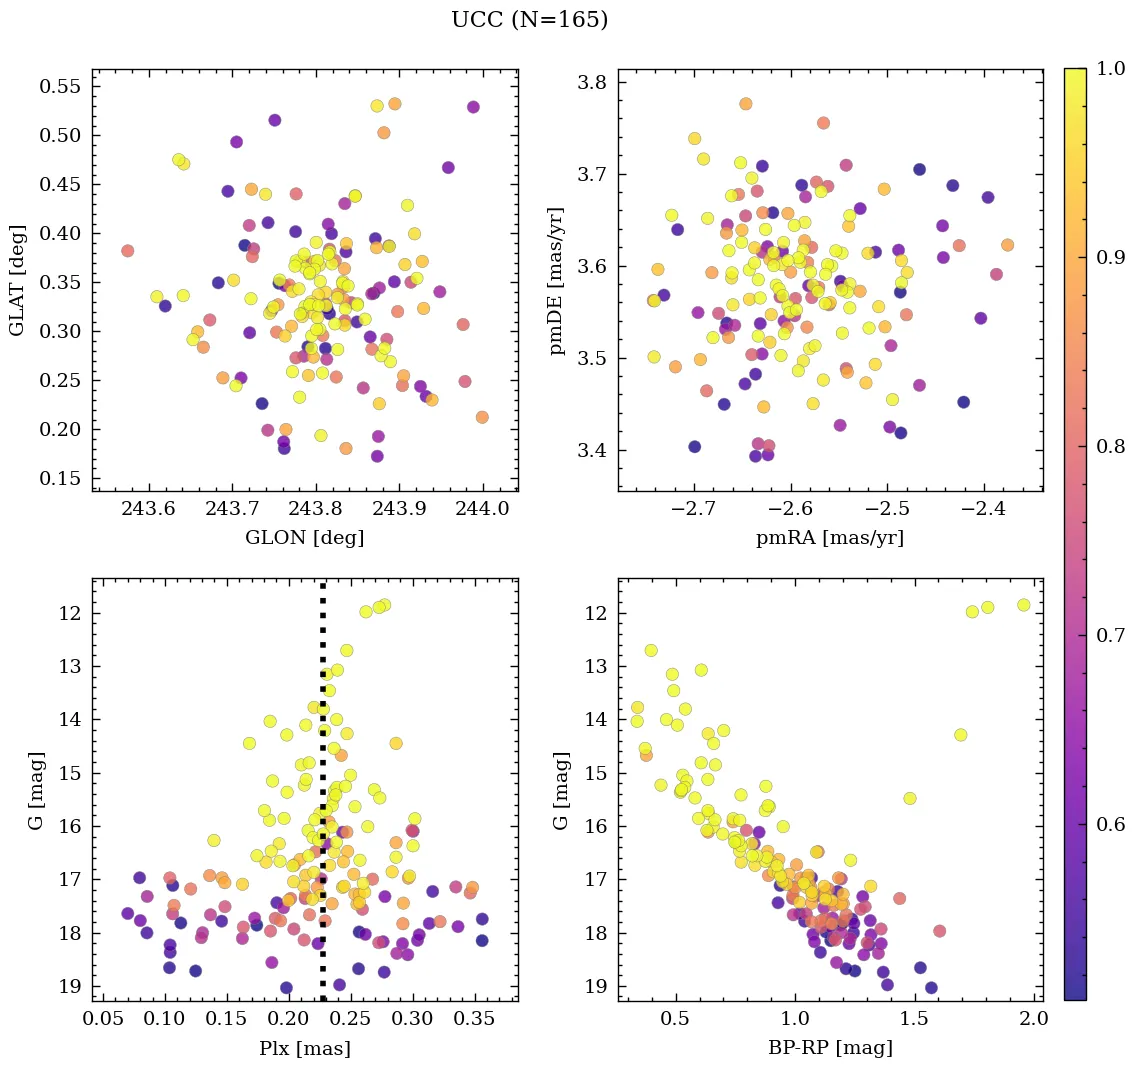 UCC (N=165)
0.55
0.50
0.45
0.40
0.35
0.30
0.25
0.20
0.15
GLAT [deg]
243.6 243.7 243.8 243.9 244.0
GLON [deg]
3.8
3.7
3.6
3.5
3.4
pmDE [mas/yr]
−2.7 −2.6 −2.5 −2.4
pmRA [mas/yr]
12
13
14
15
16
17
18
19
G [mag]
0.05 0.10 0.15 0.20 0.25 0.30 0.35
Plx [mas]
12
13
14
15
16
17
18
19
G [mag]
0.5 1.0 1.5 2.0
BP-RP [mag]
1.0
0.9
0.8
0.7
0.6